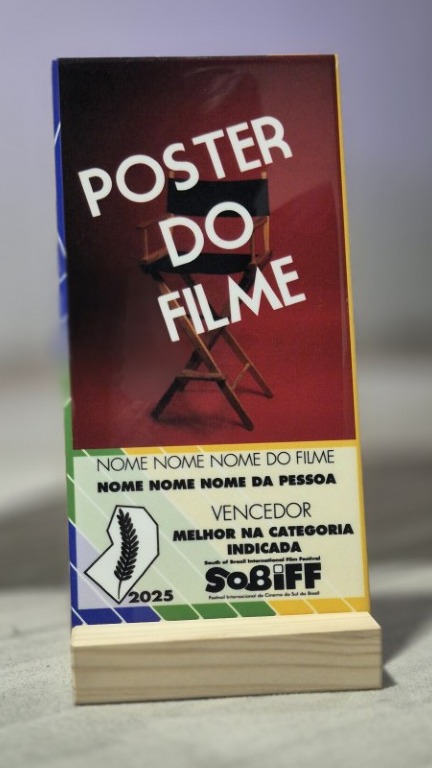 POSTER
DO
FILME
NOME NOME NOME DO FILME
NOME NOME NOME DA PESSOA
VENCEDOR
MELHOR NA CATEGORIA
INDICADA
South of Brazil International Film Festival
SOBIFF
Festival Internacional de Cinema do Sul do Brasil
2025